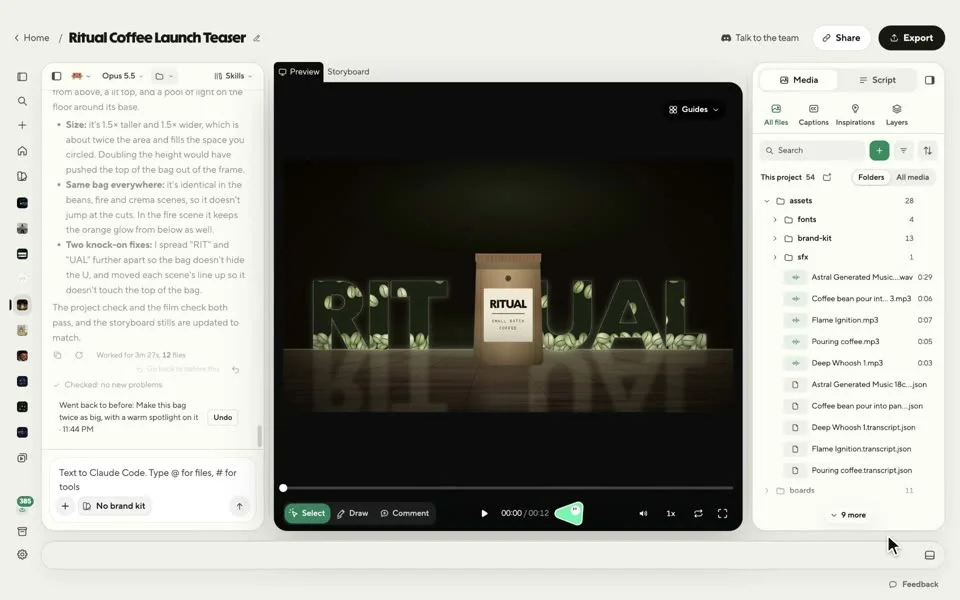 Home / Ritual Coffee Launch Teaser
Talk to the team
Share
Export
Opus 5.5
Skills
from above, a lit top, and a pool of light on the
floor around its base.
• Size: it's 1.5× taller and 1.5× wider, which is
about twice the area and fills the space you
circled. Doubling the height would have
pushed the top of the bag out of the frame.
• Same bag everywhere: it's identical in the
beans, fire and crema scenes, so it doesn't
jump at the cuts. In the fire scene it keeps
the orange glow from below as well.
• Two knock-on fixes: I spread "RIT" and
"UAL" further apart so the bag doesn't hide
the U, and moved each scene's line up so it
doesn't touch the top of the bag.
The project check and the film check both
pass, and the storyboard stills are updated to
match.
Worked for 3m 27s, 12 files
Go back to before this
Checked: no new problems
Went back to before: Make this bag
twice as big, with a warm spotlight on it
· 11:44 PM
Undo
Text to Claude Code. Type @ for files, # for
tools
No brand kit
385
Preview
Storyboard
Guides
RIT
UAL
RITUAL
SMALL BATCH
COFFEE
Select
Draw
Comment
00:00 / 00:12
1x
Media
Script
All files
Captions
Inspirations
Layers
Search
This project 54
Folders
All media
assets 28
fonts 4
brand-kit 13
sfx 1
Astral Generated Music....wav 0:29
Coffee bean pour int... 3.mp3 0:06
Flame Ignition.mp3 0:07
Pouring coffee.mp3 0:05
Deep Whoosh 1.mp3 0:03
Astral Generated Music 18c....json
Coffee bean pour into pan....json
Deep Whoosh 1.transcript.json
Flame Ignition.transcript.json
Pouring coffee.transcript.json
boards 11
9 more
Feedback